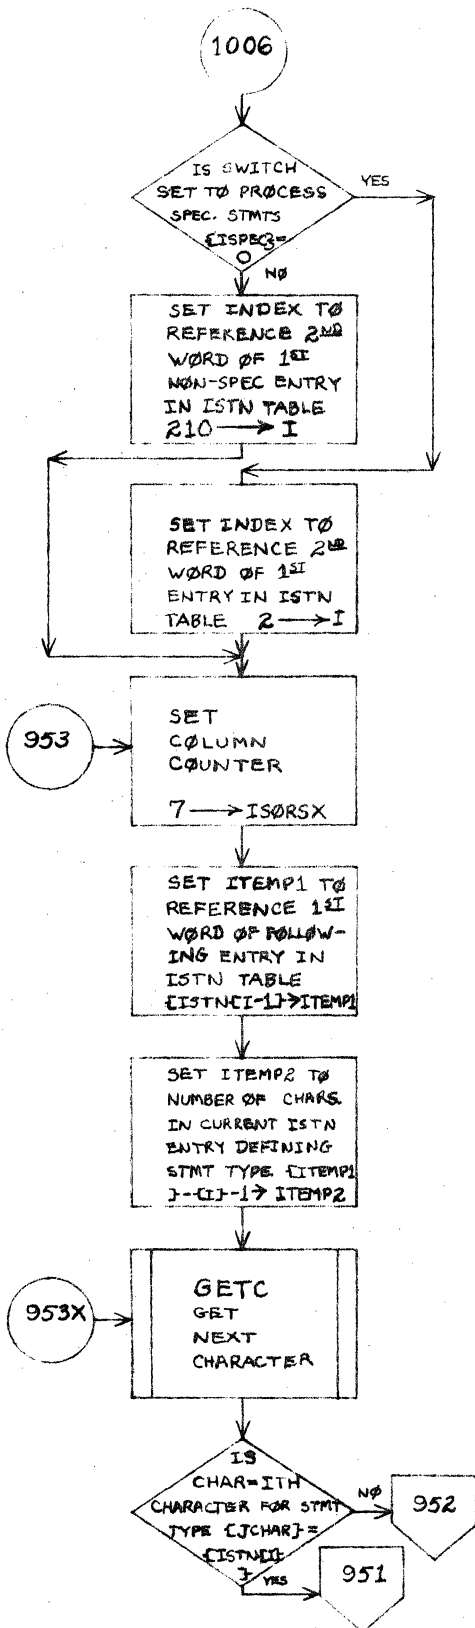 1006
IS SWITCH
SET TØ PRØCESS
SPEC. STMTS
{ISPEC}=
0
YES
NØ
SET INDEX TØ
REFERENCE 2ND
WØRD ØF 1ST
NØN-SPEC ENTRY
IN ISTN TABLE
210 → I
SET INDEX TØ
REFERENCE 2ND
WØRD ØF 1ST
ENTRY IN ISTN
TABLE 2 → I
953
SET
CØLUMN
CØUNTER
7 → ISØRSX
SET ITEMP1 TØ
REFERENCE 1ST
WØRD ØF FØLLØW-
ING ENTRY IN
ISTN TABLE
{ISTN[I-1]}→ITEMP1
SET ITEMP2 TØ
NUMBER ØF CHARS.
IN CURRENT ISTN
ENTRY DEFINING
STMT TYPE {ITEMP1
}-{I}-1→ ITEMP2
953X
GETC
GET
NEXT
CHARACTER
IS
CHAR=ITH
CHARACTER FØR STMT
TYPE {JCHAR}=
{ISTN[I]
}
NØ
952
YES
951